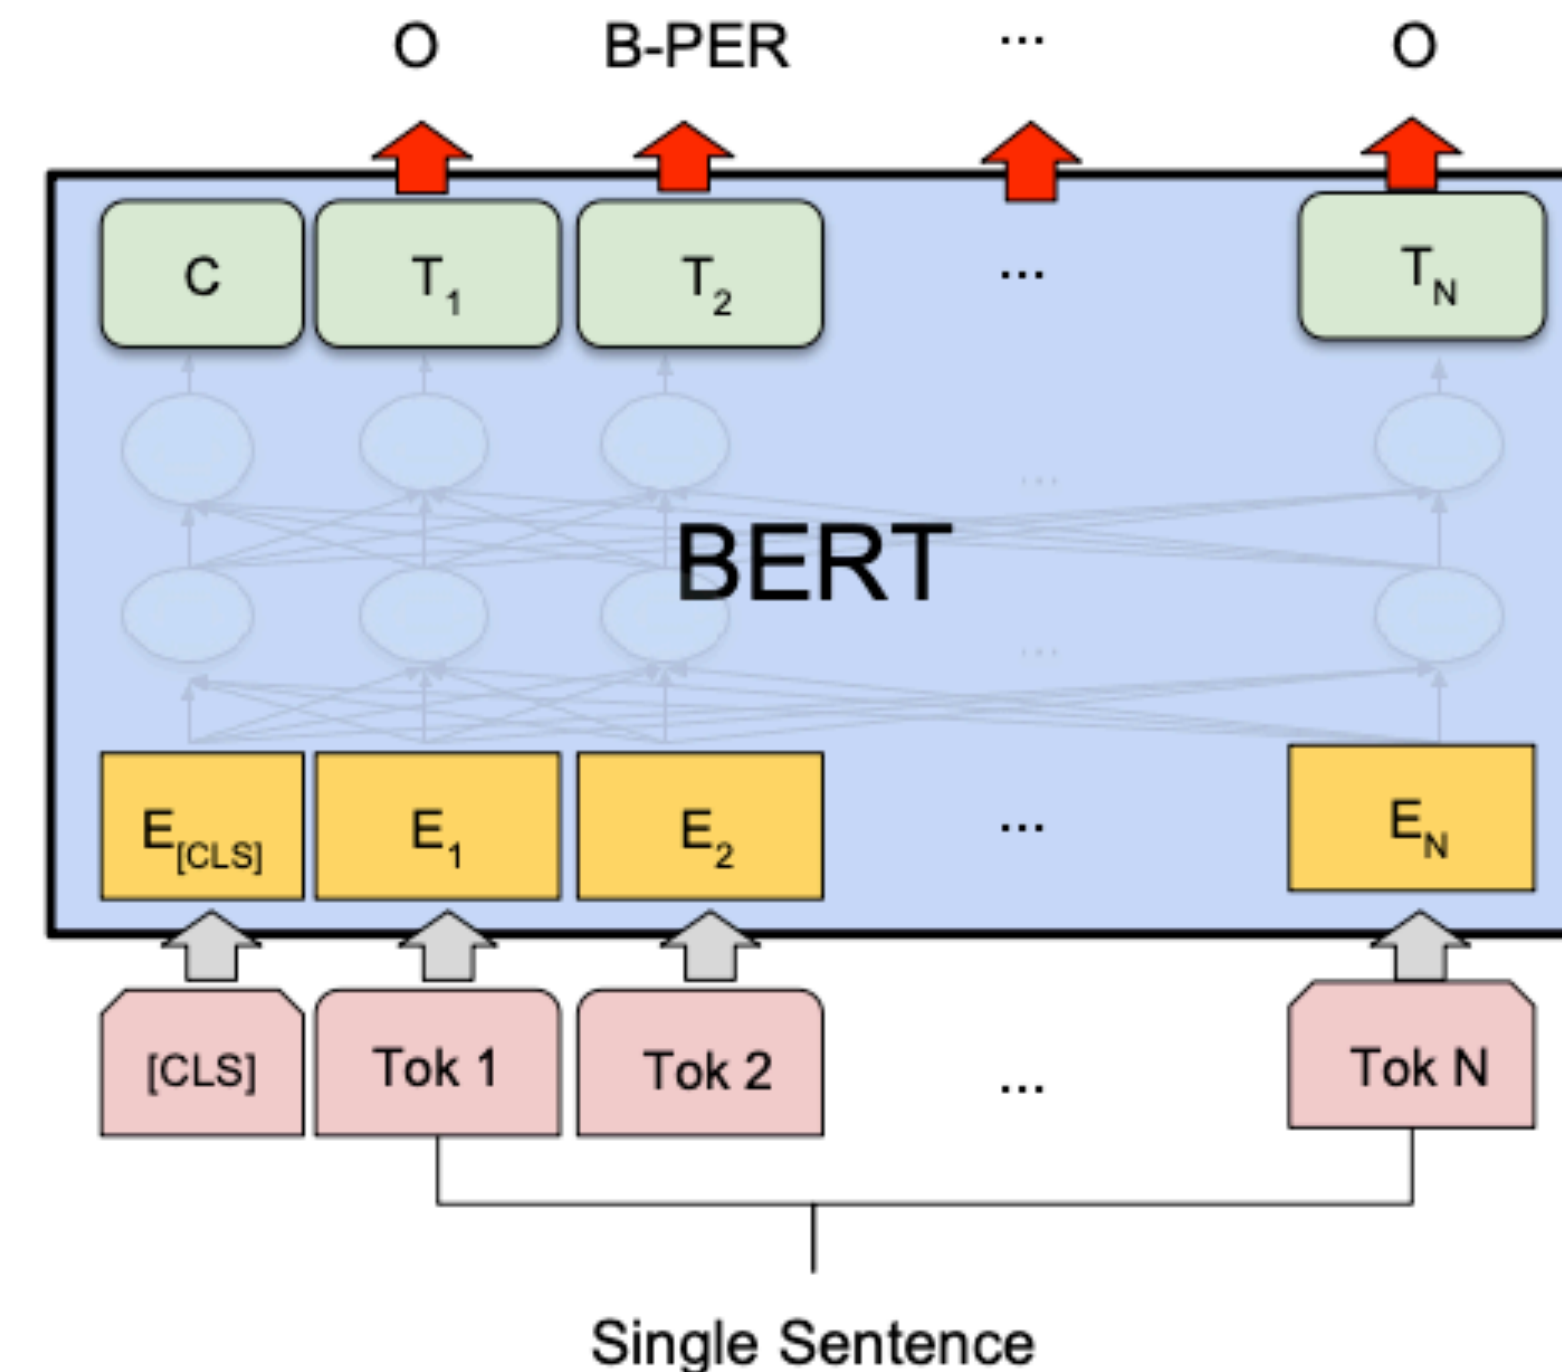 O B-PER ... O
C T1 T2 ... TN
...
BERT
...
E[CLS] E1 E2 ... EN
[CLS] Tok 1 Tok 2 ... Tok N
Single Sentence